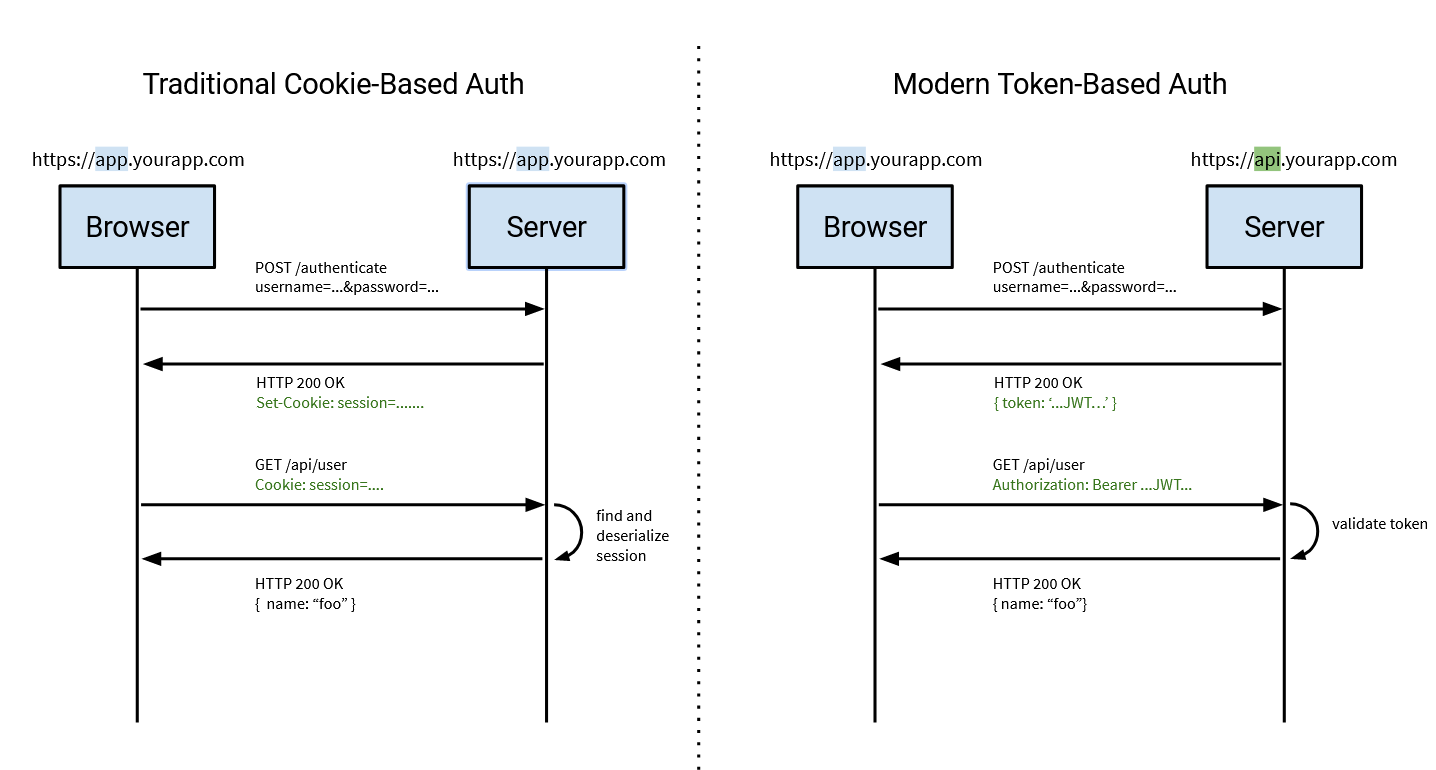 Traditional Cookie-Based Auth
https://app.yourapp.com
https://app.yourapp.com
Browser
Server
POST /authenticate
username=...&password=...
HTTP 200 OK
Set-Cookie: session=.......
GET /api/user
Cookie: session=....
find and
deserialize
session
HTTP 200 OK
{  name: “foo” }
Modern Token-Based Auth
https://app.yourapp.com
https://api.yourapp.com
Browser
Server
POST /authenticate
username=...&password=...
HTTP 200 OK
{ token: ‘...JWT…’ }
GET /api/user
Authorization: Bearer ...JWT...
validate token
HTTP 200 OK
{ name: “foo”}